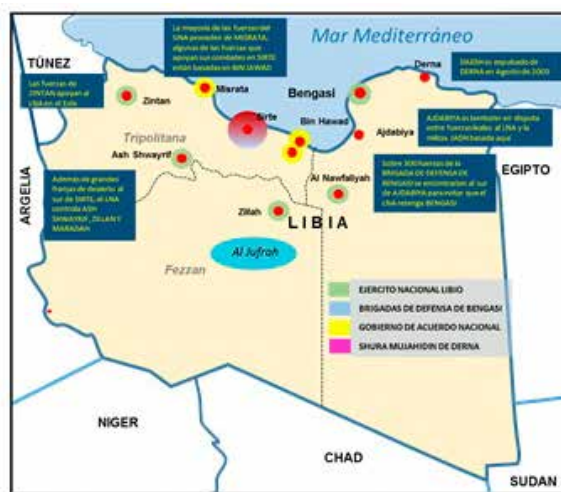 Mar Mediterráneo
TÚNEZ
La mayoría de las fuerzas del
GNA proceden de MISRATA,
algunas de las fuerzas que
apoyan sus combates en SIRTE
están basadas en BIN JAWAD
Las fuerzas de
ZINTAN apoyan al
LNA en el Este
Zintan
Misrata
Sirte
Bengasi
Derna
DAESH es expulsado de
DERNA en Agosto de
Bin Hawad
Ajdabiya
AJDABIYA es también en disputa
entre fuerzas leales al LNA y la
basada aquí
Tripolitana
Ash Shwayrif
ARGELIA
EGIPTO
Además de grandes
franjas de desierto al
sur de SIRTE, el LNA
controla ASH
SHWAYRIF, ZILLAH Y
MARADAH
Al Nawfaliyah
Sobre 300 fuerzas de la
BRIGADA DE DEFENSA DE
BENGASI se encontraron al sur
de AJDABIYA para evitar que
el LNA retenga BENGASI
Zillah
LIBIA
Al Jufrah
Fezzan
EJERCITO NACIONAL LIBIO
BRIGADAS DE DEFENSA DE BENGASI
GOBIERNO DE ACUERDO NACIONAL
SHURA MUJAHIDIN DE DERNA
NIGER
CHAD
SUDAN